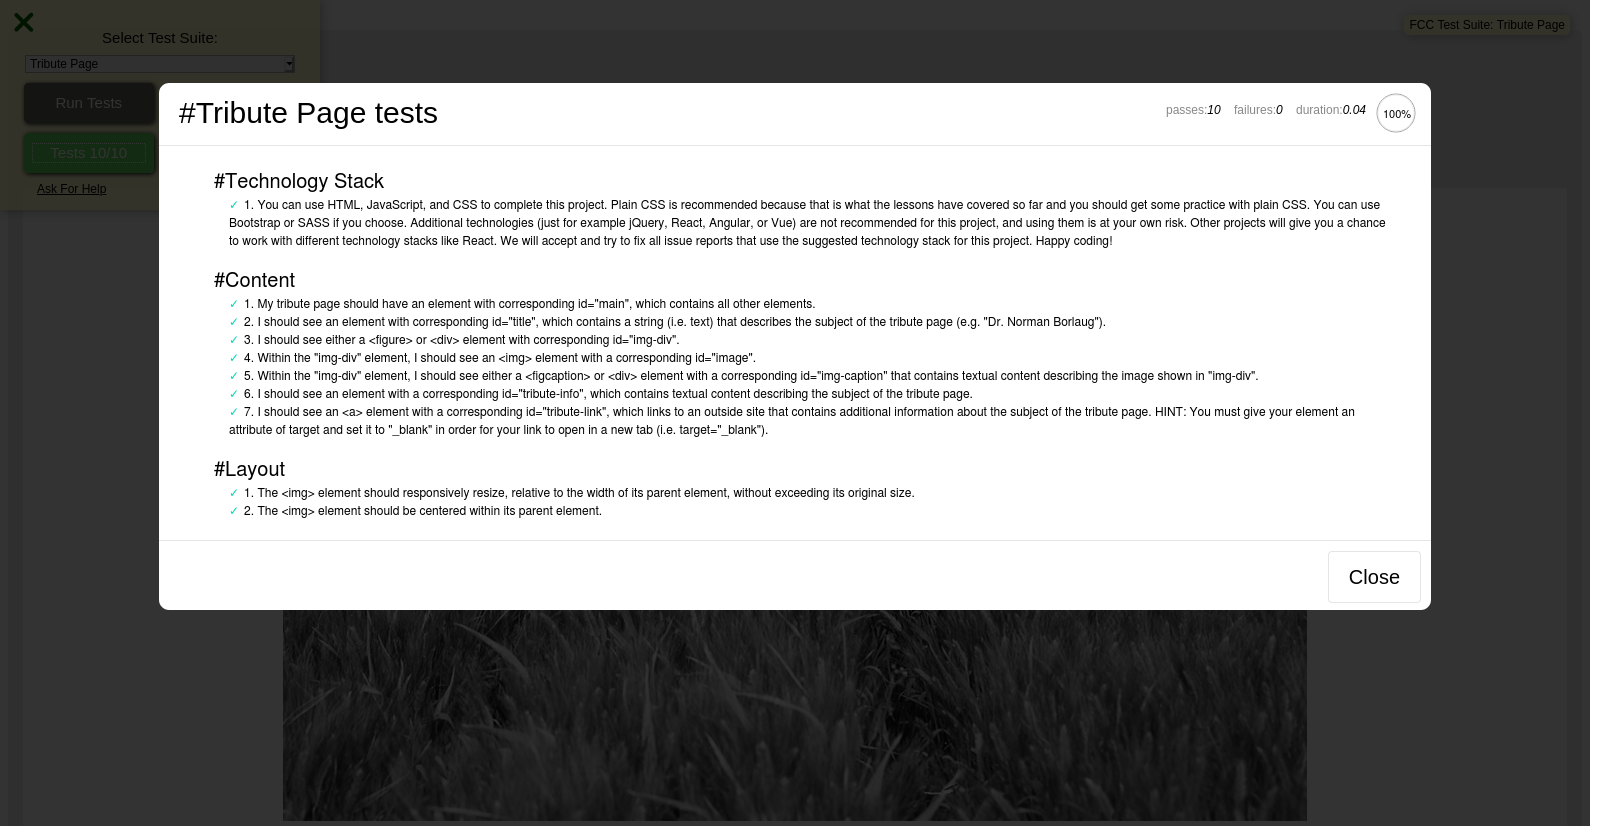 Select Test Suite:
FCC Test Suite: Tribute Page
Tribute Page
Run Tests
Tests 10/10
Ask For Help
#Tribute Page tests
passes:10 failures:0 duration:0.04 100%
#Technology Stack
✓ 1. You can use HTML, JavaScript, and CSS to complete this project. Plain CSS is recommended because that is what the lessons have covered so far and you should get some practice with plain CSS. You can use
Bootstrap or SASS if you choose. Additional technologies (just for example jQuery, React, Angular, or Vue) are not recommended for this project, and using them is at your own risk. Other projects will give you a chance
to work with different technology stacks like React. We will accept and try to fix all issue reports that use the suggested technology stack for this project. Happy coding!
#Content
✓ 1. My tribute page should have an element with corresponding id="main", which contains all other elements.
✓ 2. I should see an element with corresponding id="title", which contains a string (i.e. text) that describes the subject of the tribute page (e.g. "Dr. Norman Borlaug").
✓ 3. I should see either a <figure> or <div> element with corresponding id="img-div".
✓ 4. Within the "img-div" element, I should see an <img> element with a corresponding id="image".
✓ 5. Within the "img-div" element, I should see either a <figcaption> or <div> element with a corresponding id="img-caption" that contains textual content describing the image shown in "img-div".
✓ 6. I should see an element with a corresponding id="tribute-info", which contains textual content describing the subject of the tribute page.
✓ 7. I should see an <a> element with a corresponding id="tribute-link", which links to an outside site that contains additional information about the subject of the tribute page. HINT: You must give your element an
attribute of target and set it to "_blank" in order for your link to open in a new tab (i.e. target="_blank").
#Layout
✓ 1. The <img> element should responsively resize, relative to the width of its parent element, without exceeding its original size.
✓ 2. The <img> element should be centered within its parent element.
Close